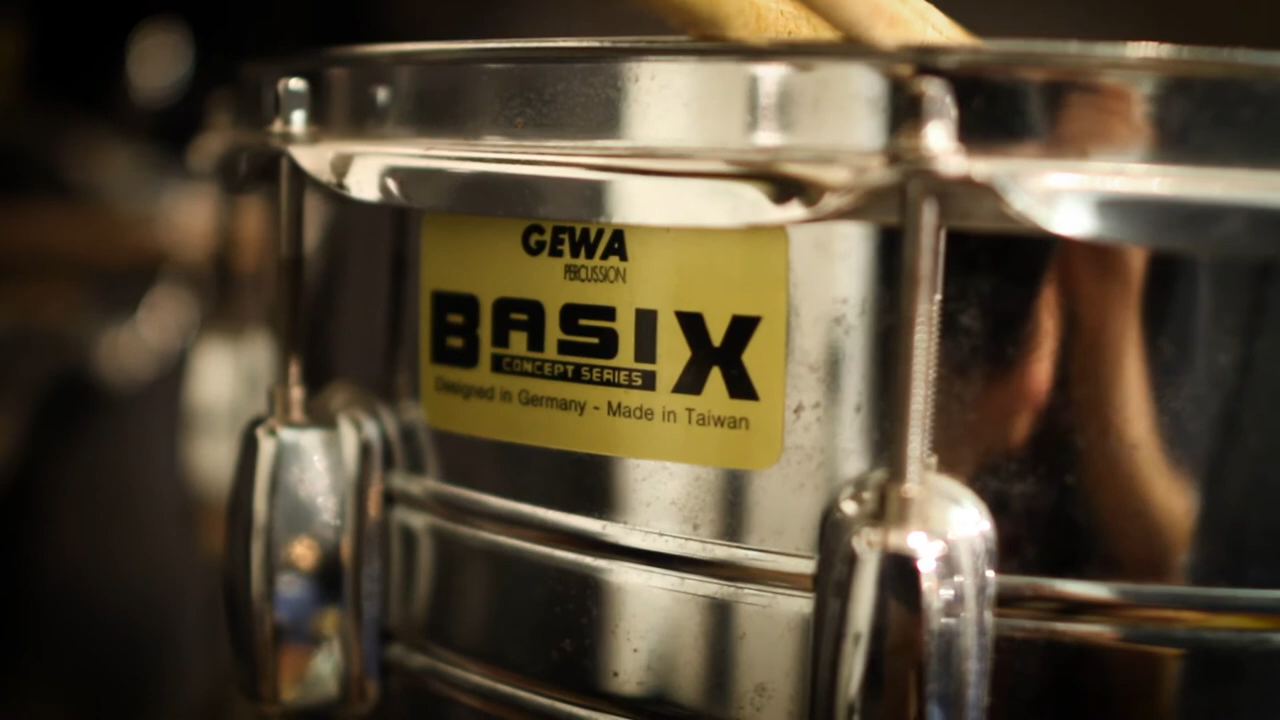 GEWA
PERCUSSION
BASIX
CONCEPT SERIES
Designed in Germany - Made in Taiwan